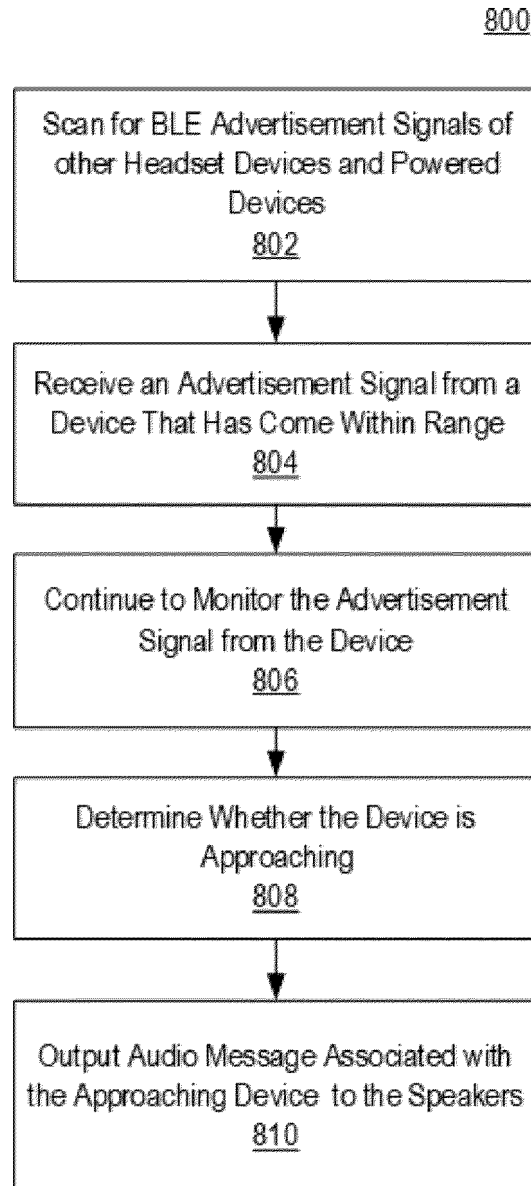 800
Scan for BLE Advertisement Signals of
other Headset Devices and Powered
Devices
802
Receive an Advertisement Signal from a
Device That Has Come Within Range
804
Continue to Monitor the Advertisement
Signal from the Device
806
Determine Whether the Device is
Approaching
808
Output Audio Message Associated with
the Approaching Device to the Speakers
810